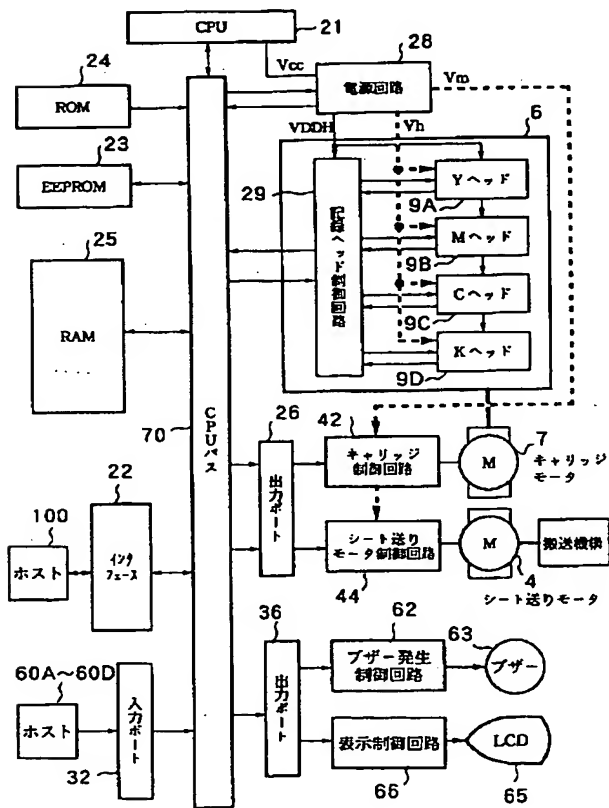 CPU
21
28
24
Vcc
電源回路
Vm
ROM
6
VDDH
Vh
23
29
EEPROM
Yヘッド
9A
25
Mヘッド
9B
記録ヘッド制御回路
RAM
....
Cヘッド
9C
Kヘッド
9D
70
CPUバス
26
42
7
キャリッジ
制御回路
M
キャリッジ
モータ
22
出力ポート
100
ホスト
インタ
フェース
シート送り
モータ制御回路
M
搬送機構
44
4
シート送りモータ
36
62
63
60A~60D
ブザー発生
制御回路
ブザー
出力ポート
ホスト
入力ポート
32
表示制御回路
LCD
66
65